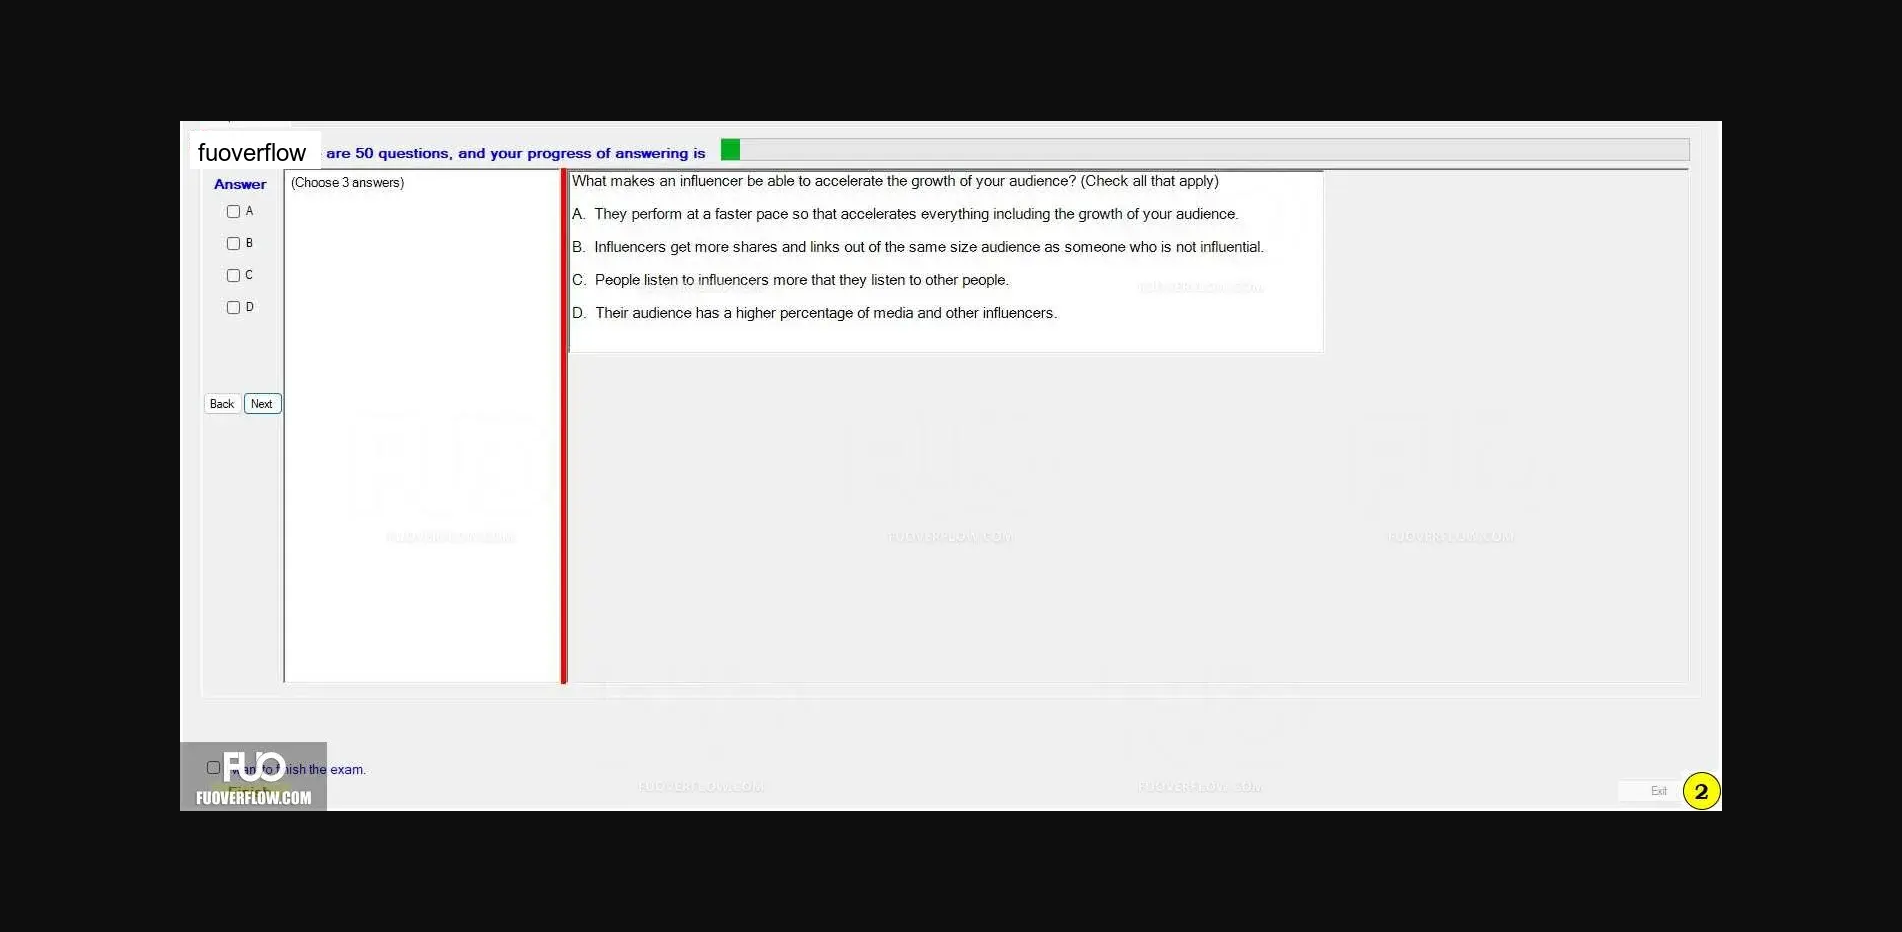 fuoverflow are 50 questions, and your progress of answering is
Answer
A
B
C
D
Back Next
(Choose 3 answers)
What makes an influencer be able to accelerate the growth of your audience? (Check all that apply)
A. They perform at a faster pace so that accelerates everything including the growth of your audience.
B. Influencers get more shares and links out of the same size audience as someone who is not influential.
C. People listen to influencers more that they listen to other people.
D. Their audience has a higher percentage of media and other influencers.
FUOVERFLOW.COM
FUOVERFLOW.COM FUOVERFLOW.COM FUOVERFLOW.COM
FUO
want to finish the exam.
Finish
FUOVERFLOW.COM
FUOVERFLOW.COM FUOVERFLOW.COM
Exit
2